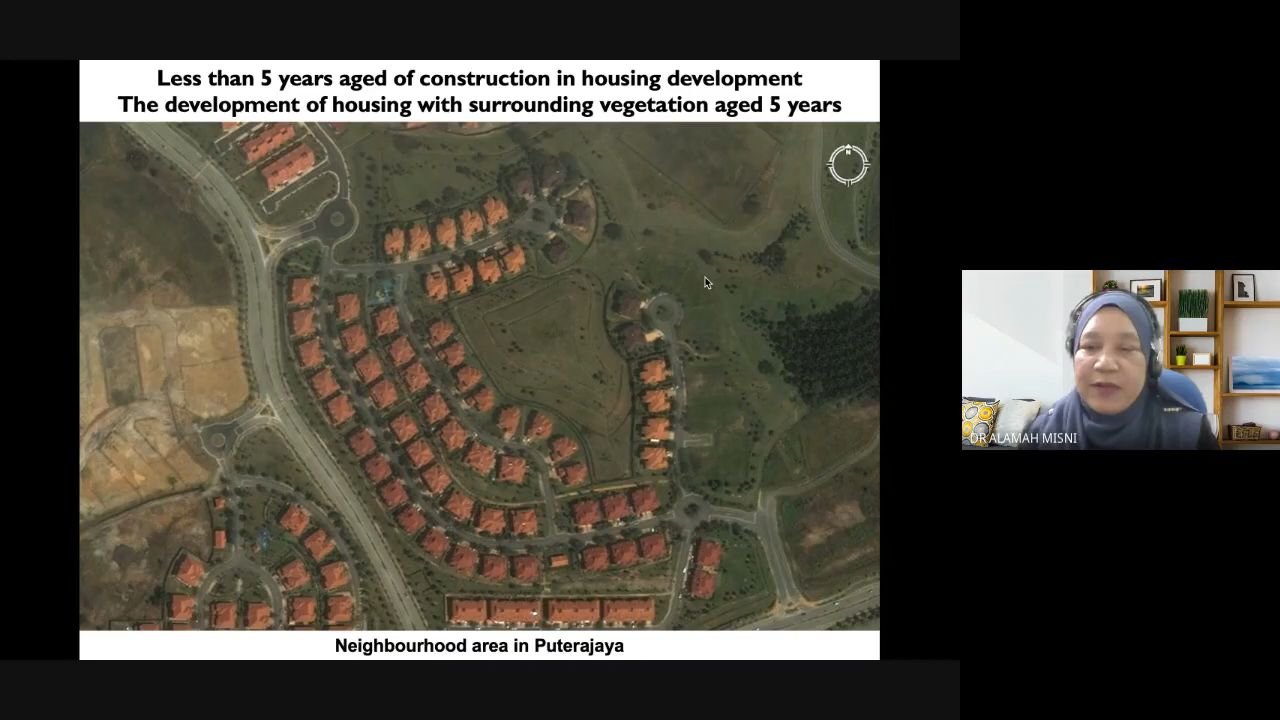 Less than 5 years aged of construction in housing development
The development of housing with surrounding vegetation aged 5 years
N
Neighbourhood area in Puterajaya
DR ALAMAH MISNI